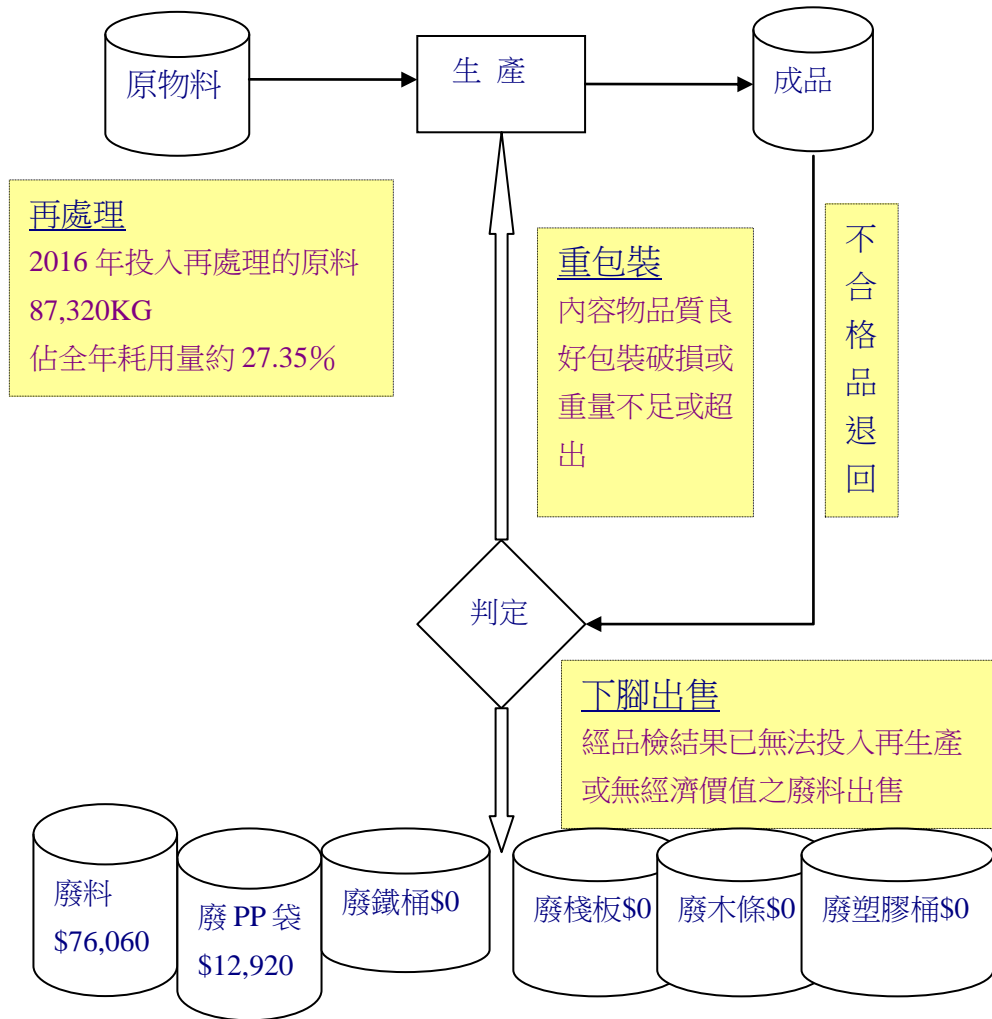 原物料
生 產
成品
再處理
2016 年投入再處理的原料
87,320KG
佔全年耗用量約 27.35％
重包裝
內容物品質良
好包裝破損或
重量不足或超
出
不
合
格
品
退
回
判定
下腳出售
經品檢結果已無法投入再生產
或無經濟價值之廢料出售
廢料
$76,060
廢 PP 袋
$12,920
廢鐵桶$0
廢棧板$0
廢木條$0
廢塑膠桶$0